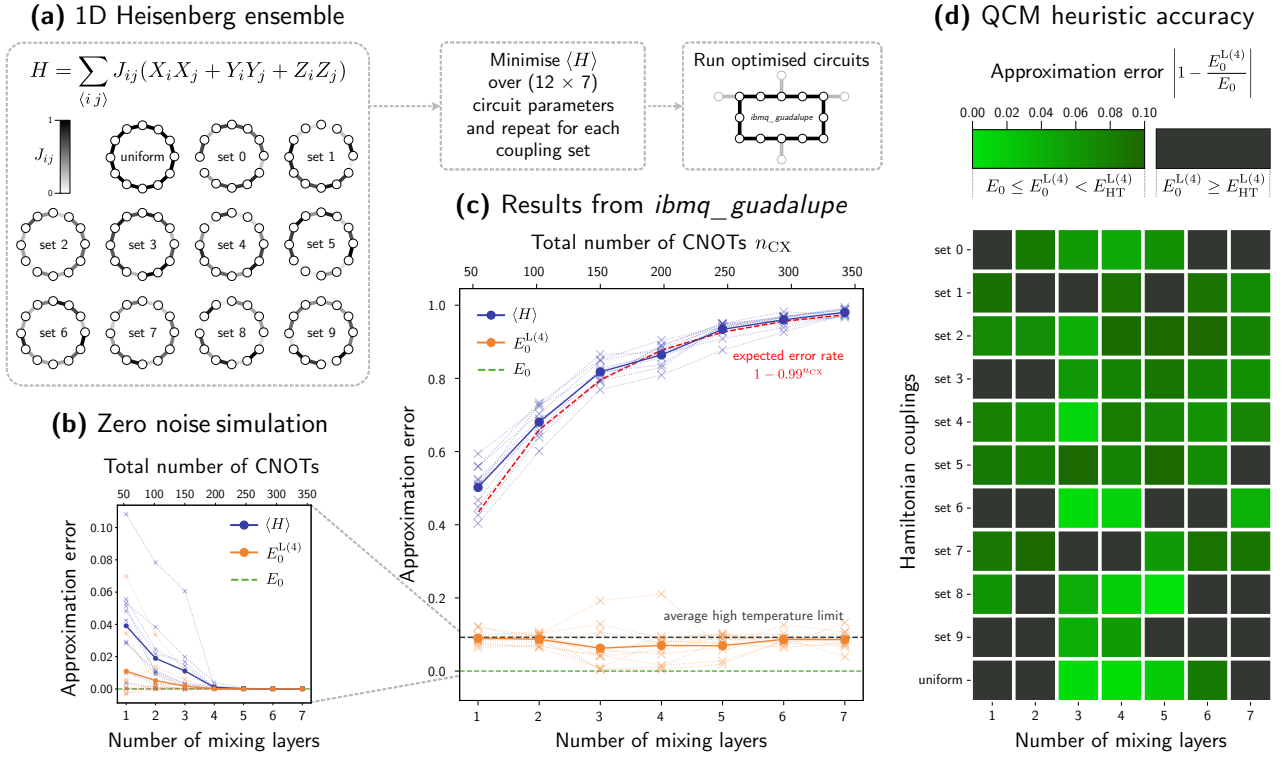 (a) 1D Heisenberg ensemble
H = ∑⟨i j⟩ J_ij (X_i X_j + Y_i Y_j + Z_i Z_j)
1
J_ij
0
uniform
set 0
set 1
set 2
set 3
set 4
set 5
set 6
set 7
set 8
set 9
Minimise ⟨H⟩
over (12 × 7)
circuit parameters
and repeat for each
coupling set
Run optimised circuits
ibmq_guadalupe
(b) Zero noise simulation
Total number of CNOTs
50 100 150 200 250 300 350
Approximation error
0.10
0.08
0.06
0.04
0.02
0.00
⟨H⟩
E_0^L(4)
E_0
1 2 3 4 5 6 7
Number of mixing layers
(c) Results from ibmq_guadalupe
Total number of CNOTs n_CX
50 100 150 200 250 300 350
Approximation error
1.0
0.8
0.6
0.4
0.2
0.0
⟨H⟩
E_0^L(4)
E_0
expected error rate
1 − 0.99^n_CX
average high temperature limit
1 2 3 4 5 6 7
Number of mixing layers
(d) QCM heuristic accuracy
Approximation error |1 − E_0^L(4) / E_0|
0.00 0.02 0.04 0.06 0.08 0.10
E_0 ≤ E_0^L(4) < E_HT^L(4)
E_0^L(4) ≥ E_HT^L(4)
Hamiltonian couplings
set 0
set 1
set 2
set 3
set 4
set 5
set 6
set 7
set 8
set 9
uniform
1 2 3 4 5 6 7
Number of mixing layers